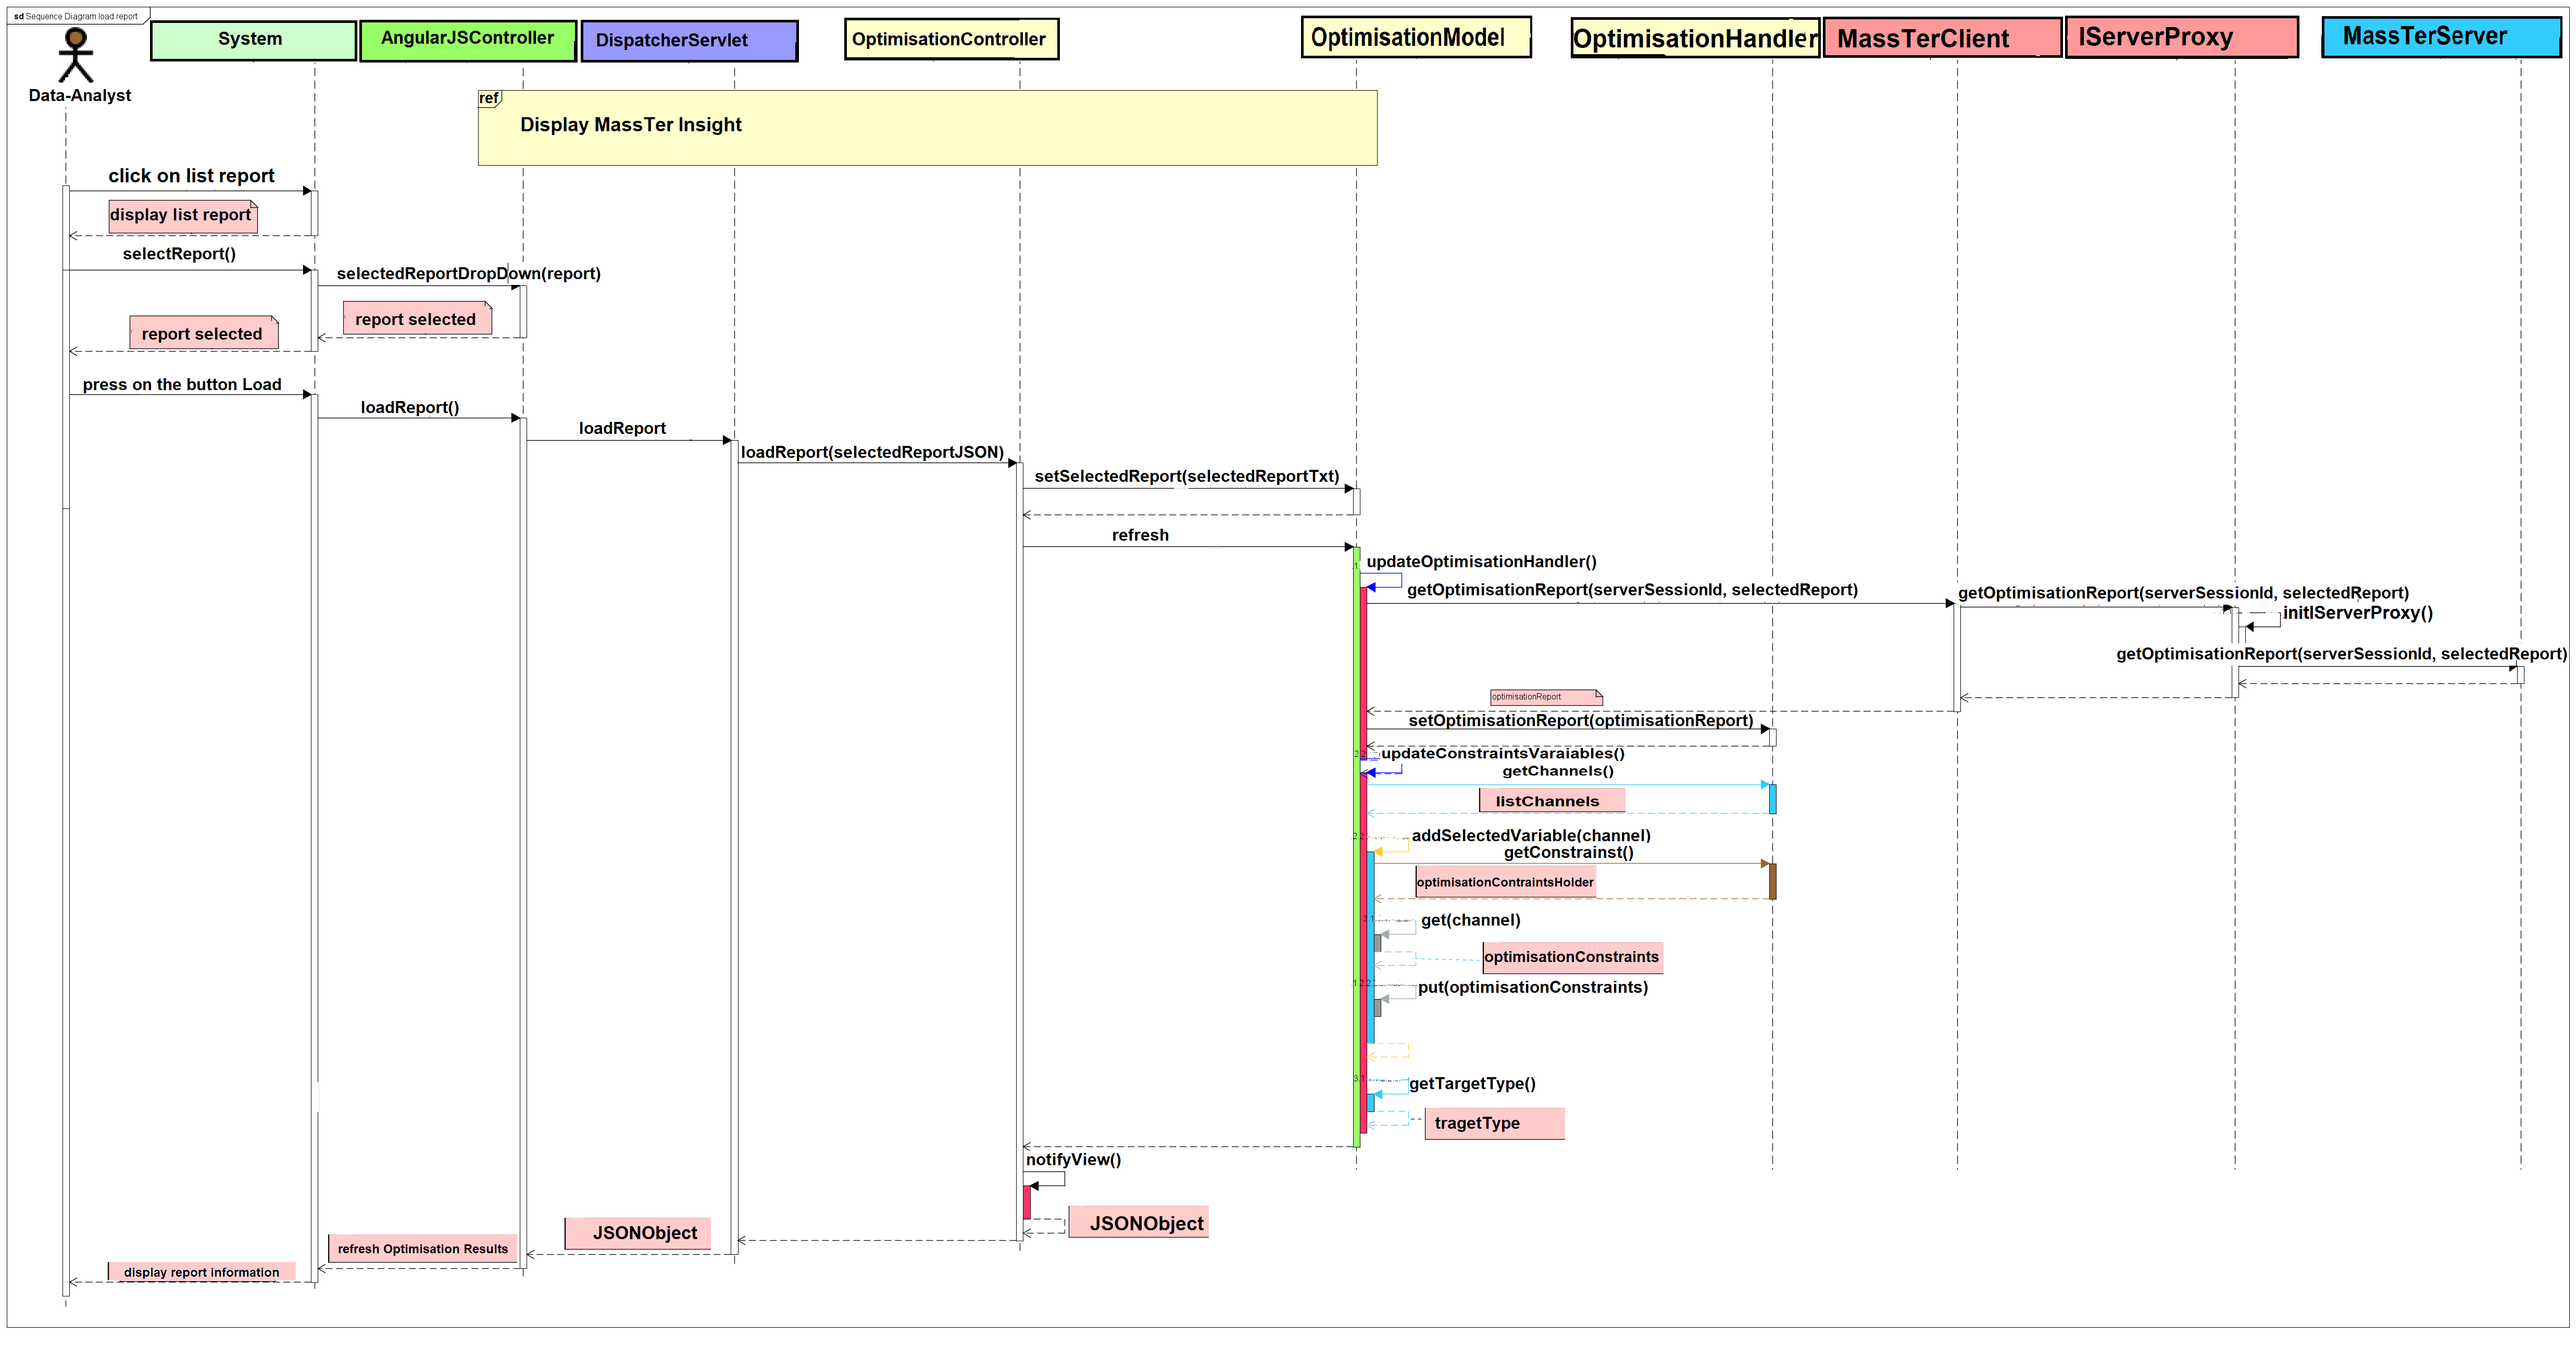 sd Sequence Diagram load report
System
AngularJSController
DispatcherServlet
OptimisationController
OptimisationModel
OptimisationHandler
MassTerClient
IServerProxy
MassTerServer
Data-Analyst
ref
Display MassTer Insight
click on list report
display list report
selectReport()
selectedReportDropDown(report)
report selected
report selected
press on the button Load
loadReport()
loadReport
loadReport(selectedReportJSON)
setSelectedReport(selectedReportTxt)
refresh
updateOptimisationHandler()
getOptimisationReport(serverSessionId, selectedReport)
getOptimisationReport(serverSessionId, selectedReport)
initIServerProxy()
getOptimisationReport(serverSessionId, selectedReport)
optimisationReport
setOptimisationReport(optimisationReport)
updateConstraintsVaraiables()
getChannels()
listChannels
addSelectedVariable(channel)
getConstrainst()
optimisationContraintsHolder
get(channel)
optimisationConstraints
put(optimisationConstraints)
getTargetType()
tragetType
notifyView()
JSONObject
JSONObject
refresh Optimisation Results
display report information